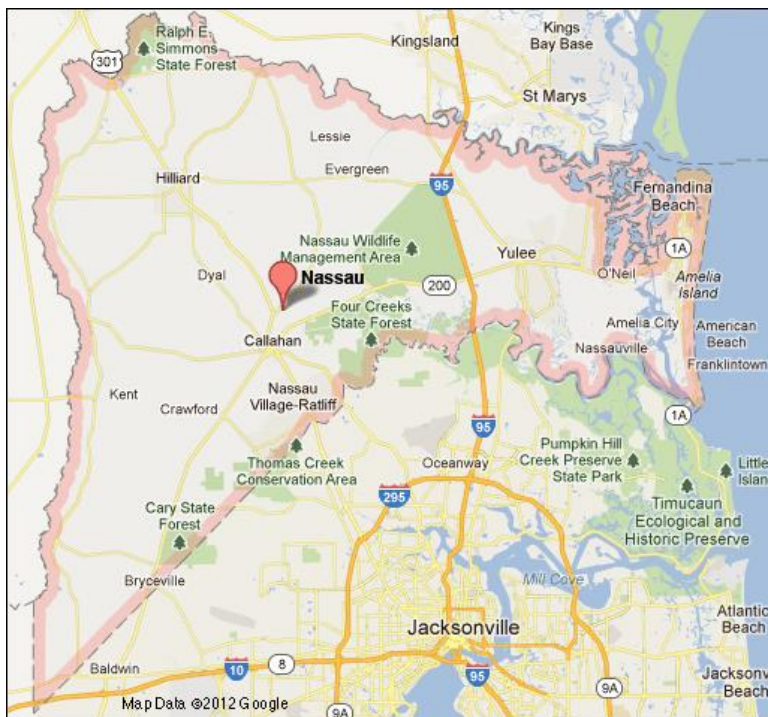 Ralph E.
Simmons
State Forest
Kings
Bay Base
Kingsland
301
St Marys
Lessie
Evergreen
Hilliard
95
Fernandina
Beach
Nassau Wildlife
Management Area
Yulee
1A
O'Neil
Dyal
Nassau
200
Amelia
Island
Four Creeks
State Forest
Amelia City
American
Beach
Callahan
Nassauville
Franklintown
Kent
Nassau
Village-Ratliff
Crawford
1A
95
Thomas Creek
Conservation Area
Oceanway
Pumpkin Hill
Creek Preserve
State Park
Little
Island
295
Timucaun
Ecological and
Historic Preserve
Cary State
Forest
Bryceville
Mill Cove
Atlantic
Beach
Jacksonville
Baldwin
10
8
95
9A
Jacksonv
Beach
Map Data ©2012 Google
9A